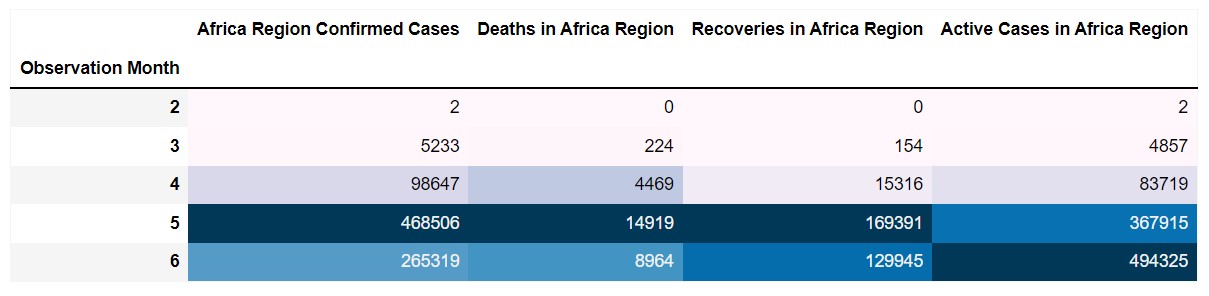 Africa Region Confirmed Cases Deaths in Africa Region Recoveries in Africa Region Active Cases in Africa Region
Observation Month
2 2 0 0 2
3 5233 224 154 4857
4 98647 4469 15316 83719
5 468506 14919 169391 367915
6 265319 8964 129945 494325